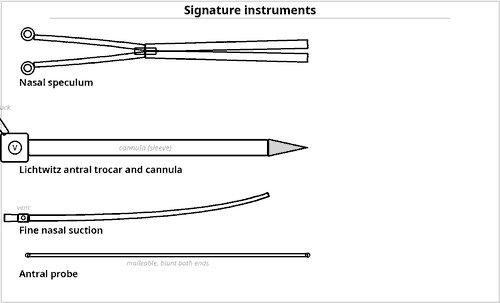 Signature instruments
Nasal speculum
V
cannula (sleeve)
Lichtwitz antral trocar and cannula
vent
Fine nasal suction
malleable, blunt both ends
Antral probe